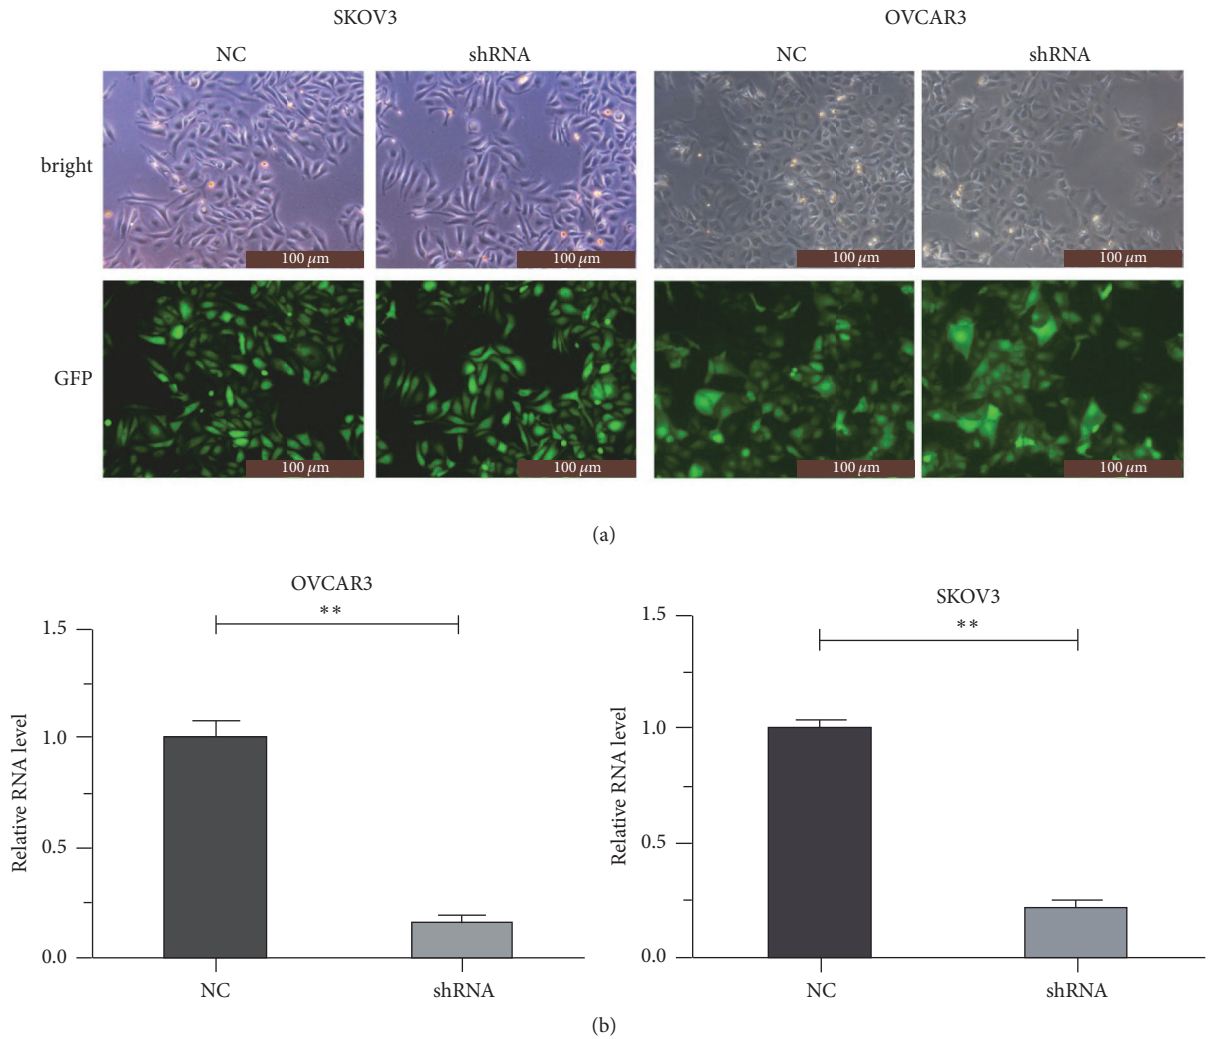 SKOV3 OVCAR3
NC shRNA NC shRNA
bright
100 μm 100 μm 100 μm 100 μm
GFP
100 μm 100 μm 100 μm 100 μm
(a)
OVCAR3
**
1.5
1.0
0.5
0.0
Relative RNA level
NC shRNA
SKOV3
**
1.5
1.0
0.5
0.0
Relative RNA level
NC shRNA
(b)